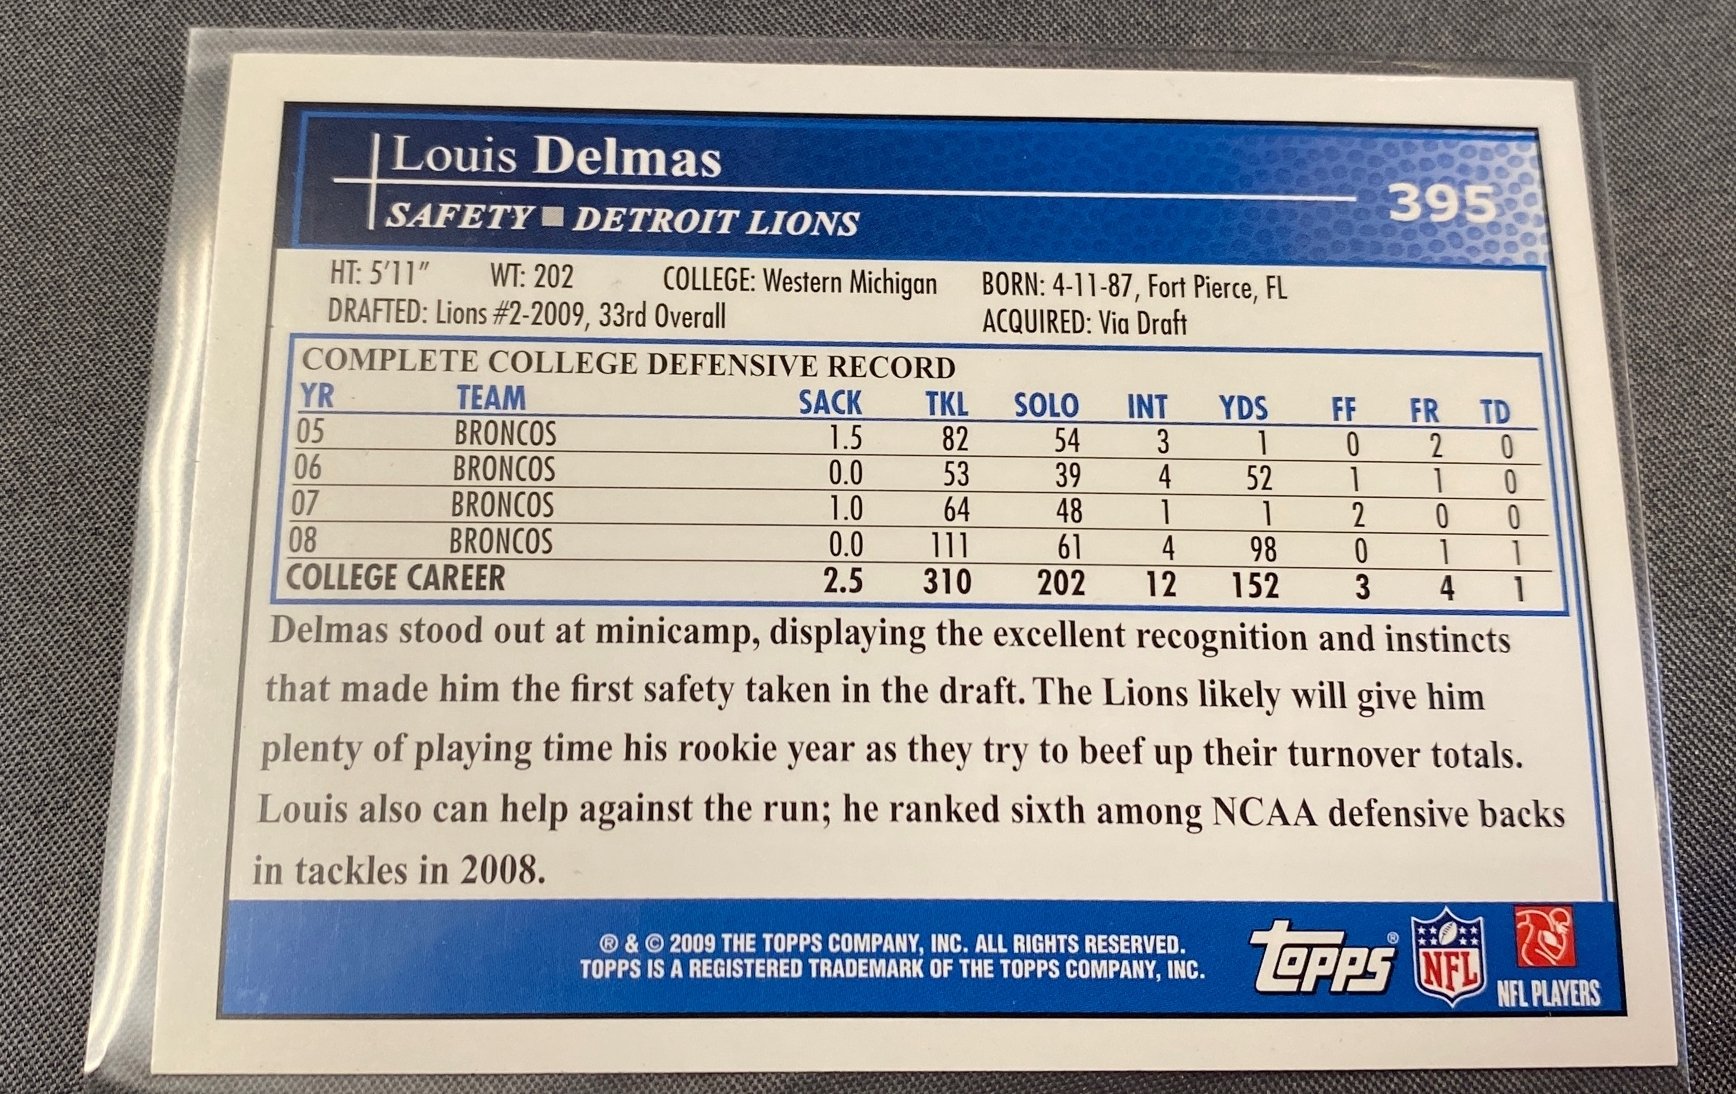 Louis Delmas
395
SAFETY ■ DETROIT LIONS
HT: 5'11" WT: 202 COLLEGE: Western Michigan BORN: 4-11-87, Fort Pierce, FL
DRAFTED: Lions #2-2009, 33rd Overall ACQUIRED: Via Draft
COMPLETE COLLEGE DEFENSIVE RECORD
YR TEAM SACK TKL SOLO INT YDS FF FR TD
05 BRONCOS 1.5 82 54 3 1 0 2 0
06 BRONCOS 0.0 53 39 4 52 1 1 0
07 BRONCOS 1.0 64 48 1 1 2 0 0
08 BRONCOS 0.0 111 61 4 98 0 1 1
COLLEGE CAREER 2.5 310 202 12 152 3 4 1
Delmas stood out at minicamp, displaying the excellent recognition and instincts
that made him the first safety taken in the draft. The Lions likely will give him
plenty of playing time his rookie year as they try to beef up their turnover totals.
Louis also can help against the run; he ranked sixth among NCAA defensive backs
in tackles in 2008.
® & © 2009 THE TOPPS COMPANY, INC. ALL RIGHTS RESERVED.
TOPPS IS A REGISTERED TRADEMARK OF THE TOPPS COMPANY, INC.
topps®
NFL
NFL PLAYERS